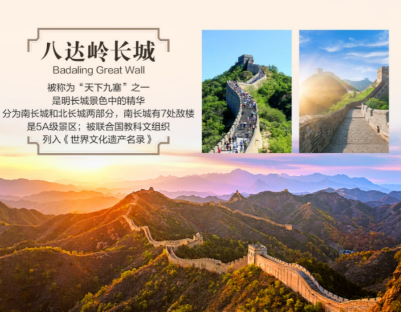 八达岭长城
Badaling Great Wall
被称为“天下九塞”之一
是明长城景色中的精华
分为南长城和北长城两部分，南长城有7处敌楼
是5A级景区；被联合国教科文组织
列入《世界文化遗产名录》